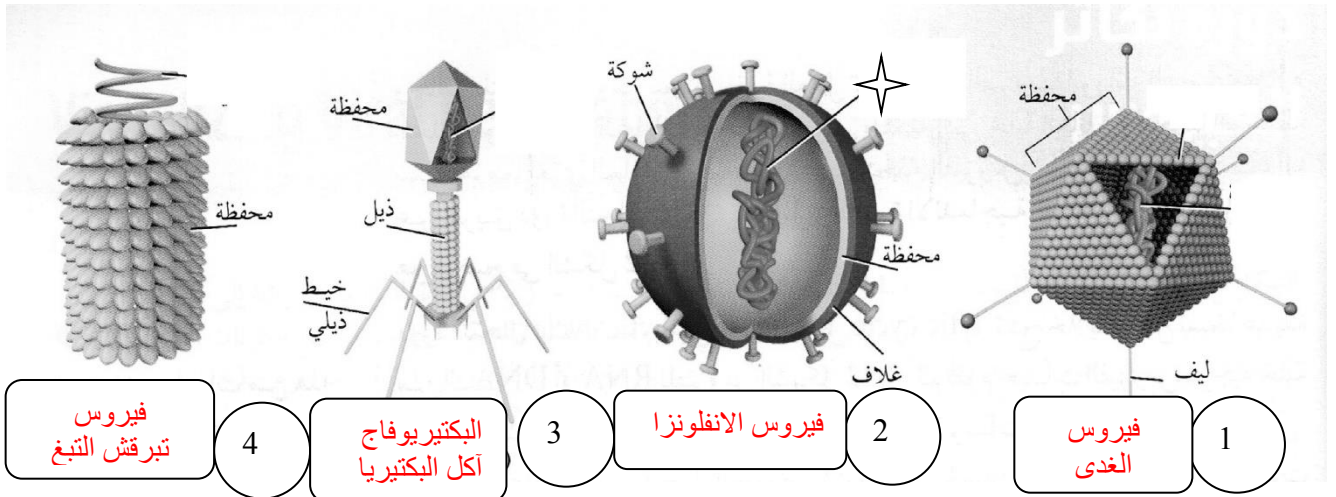 محفظة
ليف
1
فيروس
الغدى
شوكة
محفظة
غلاف
2
فيروس الانفلونزا
محفظة
ذيل
خيط
ذيلي
3
البكتيريوفاج
آكل البكتيريا
محفظة
4
فيروس
تبرقش التبغ